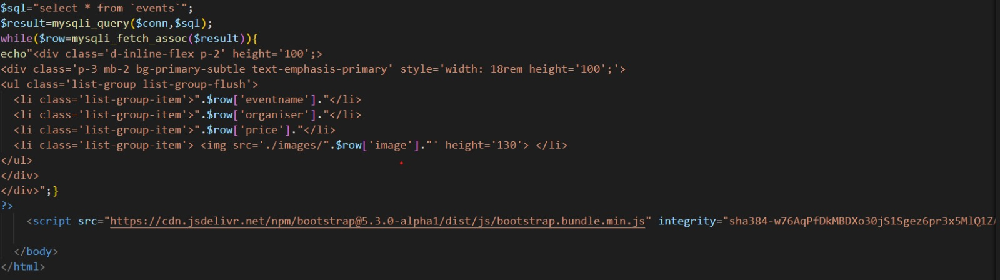 $sql="select * from `events`";
$result=mysqli_query($conn,$sql);
while($row=mysqli_fetch_assoc($result)){
echo"<div class='d-inline-flex p-2' height='100';>
<div class='p-3 mb-2 bg-primary-subtle text-emphasis-primary' style='width: 18rem height='100';'>
<ul class='list-group list-group-flush'>
  <li class='list-group-item'>".$row['eventname']."</li>
  <li class='list-group-item'>".$row['organiser']."</li>
  <li class='list-group-item'>".$row['price']."</li>
  <li class='list-group-item'> <img src='./images/".$row['image']."' height='130'> </li>
</ul>
</div>
</div>";}
?>
    <script src="https://cdn.jsdelivr.net/npm/bootstrap@5.3.0-alpha1/dist/js/bootstrap.bundle.min.js" integrity="sha384-w76AqPfDkMBDXo30jS1Sgez6pr3x5MlQ1Z
  </body>
</html>